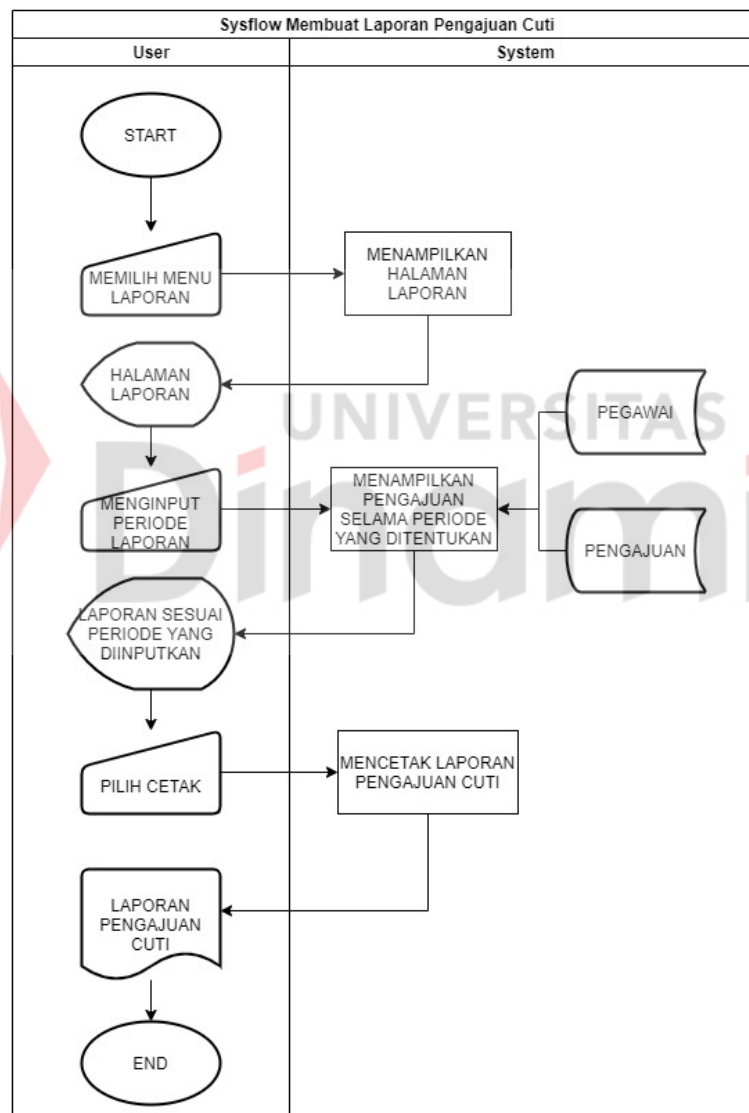 Sysflow Membuat Laporan Pengajuan Cuti
User
System
START
MEMILIH MENU
LAPORAN
MENAMPILKAN
HALAMAN
LAPORAN
HALAMAN
LAPORAN
UNIVERSITAS
Dinami
PEGAWAI
MENGINPUT
PERIODE
LAPORAN
MENAMPILKAN
PENGAJUAN
SELAMA PERIODE
YANG DITENTUKAN
PENGAJUAN
LAPORAN SESUAI
PERIODE YANG
DIINPUTKAN
PILIH CETAK
MENCETAK LAPORAN
PENGAJUAN CUTI
LAPORAN
PENGAJUAN
CUTI
END